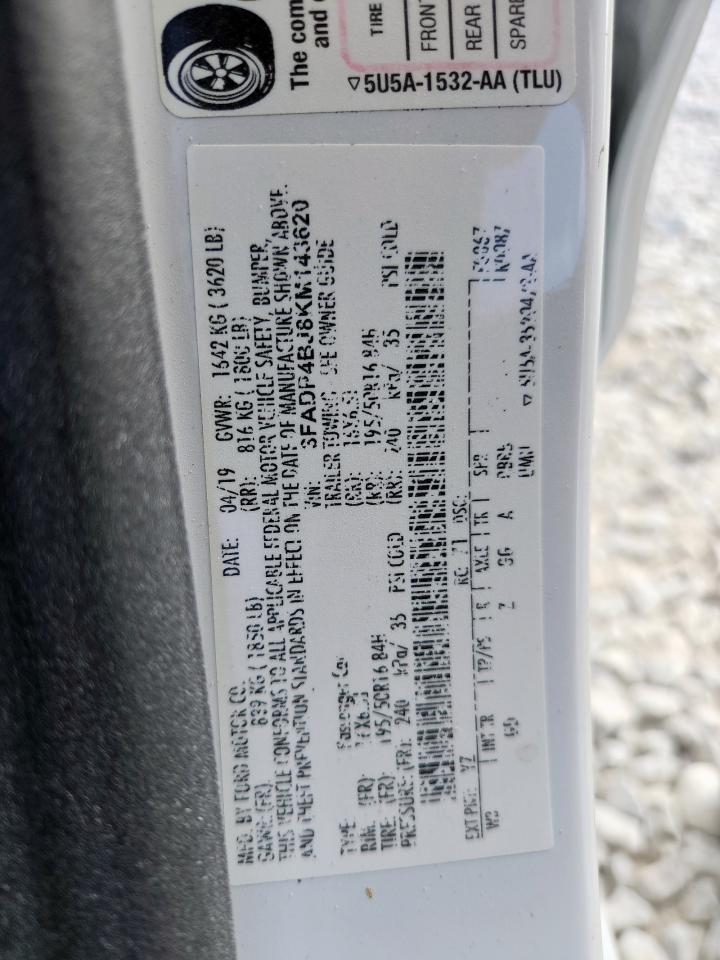 The com
and
TIRE
FRONT
REAR
SPARE
▽5U5A-1532-AA (TLU)
MFD. BY FORD MOTOR CO.
DATE: 04/19 GVWR: 1642 KG ( 3620 LB)
GAWR: (FR): 839 KG ( 1850 LB) (RR): 816 KG ( 1800 LB)
THIS VEHICLE CONFORMS TO ALL APPLICABLE FEDERAL MOTOR VEHICLE SAFETY, BUMPER,
AND THEFT PREVENTION STANDARDS IN EFFECT ON THE DATE OF MANUFACTURE SHOWN ABOVE.
VIN: 3FADP4BJ8KM143620
TYPE: Passenger Car TRAILER TOWING - SEE OWNER GUIDE
RIM: (FR): 16X6.5J (RR): 16X6.5J
TIRE: (FR): 195/50R16 84H (RR): 195/50R16 84H
PRESSURE: (FR): 240 kPa/ 35 PSI COLD (RR): 240 kPa/ 35 PSI COLD
EXT PNT: YZ RC: 71 DSO:
WB INT TR TP/PS R AXLE TR SPR
2 A
▽ 5U5A-